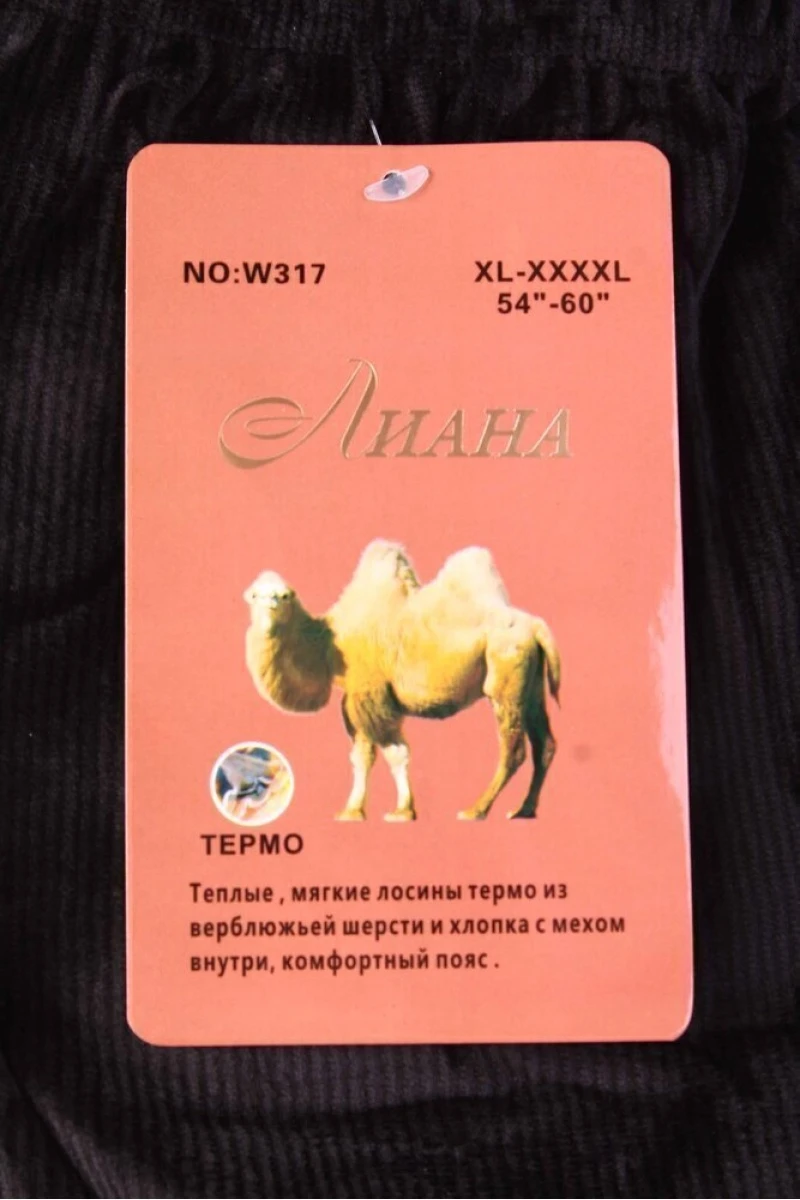 NO:W317
XL-XXXXL
54"-60"
Лиана
ТЕРМО
Теплые , мягкие лосины термо из
верблюжьей шерсти и хлопка с мехом
внутри, комфортный пояс .